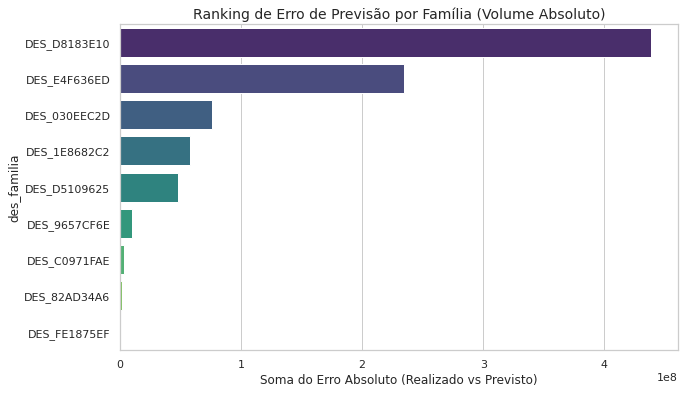 Ranking de Erro de Previsão por Família (Volume Absoluto)
des_familia
DES_D8183E10
DES_E4F636ED
DES_030EEC2D
DES_1E8682C2
DES_D5109625
DES_9657CF6E
DES_C0971FAE
DES_82AD34A6
DES_FE1875EF
0 1 2 3 4
1e8
Soma do Erro Absoluto (Realizado vs Previsto)